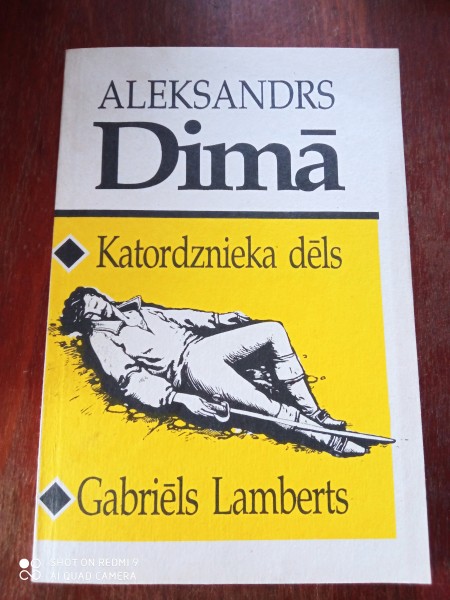 ALEKSANDRS
Dimā
Katordznieka dēls
Gabriēls Lamberts
SHOT ON REDMI 9
AI QUAD CAMERA